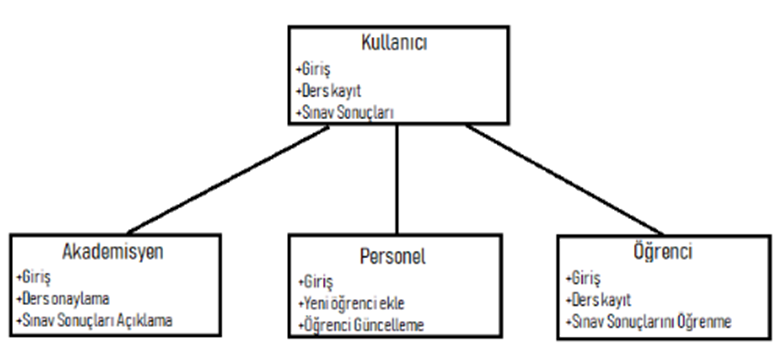 Kullanıcı
+Giriş
+Ders kayıt
+Sınav Sonuçları
Akademisyen
+Giriş
+Ders onaylama
+Sınav Sonuçları Açıklama
Personel
+Giriş
+Yeni öğrenci ekle
+Öğrenci Güncelleme
Öğrenci
+Giriş
+Ders kayıt
+Sınav Sonuçlarını Öğrenme